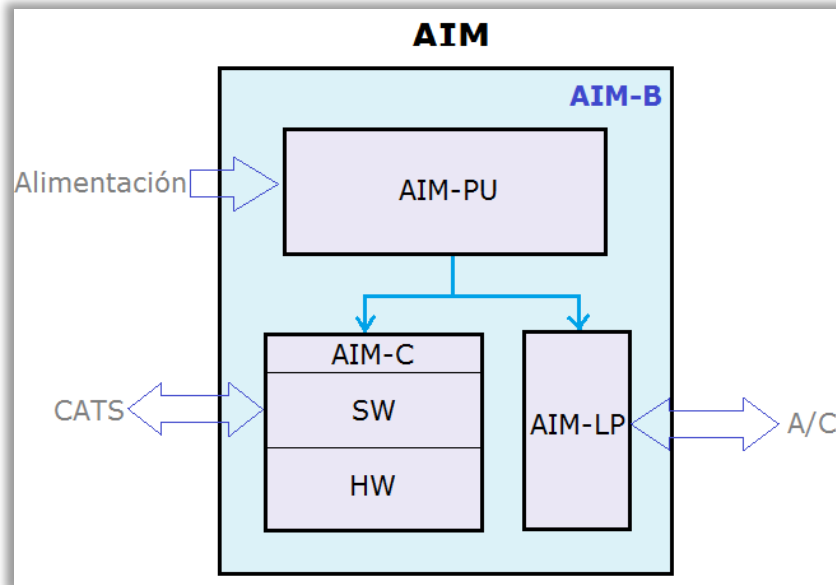 AIM
AIM-B
Alimentación
AIM-PU
AIM-C
CATS
SW
AIM-LP
A/C
HW